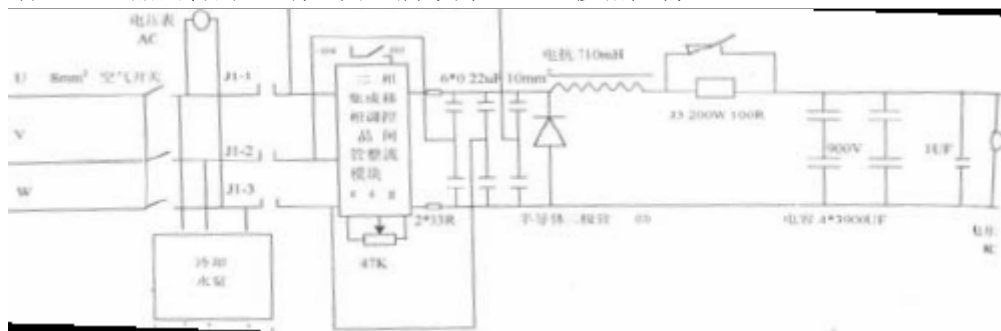 电压表
AC
U 8mm² 空气开关
J1-1
V
J1-2
W
J1-3
冷却
水泵
三相
集成移
相调控
晶闸
管整流
模块
47K
6*0.22uF 10mm²
2*33R
电抗 710mH
J3 200W 100R
半导体二极管
900V
1UF
电容 4*3900UF